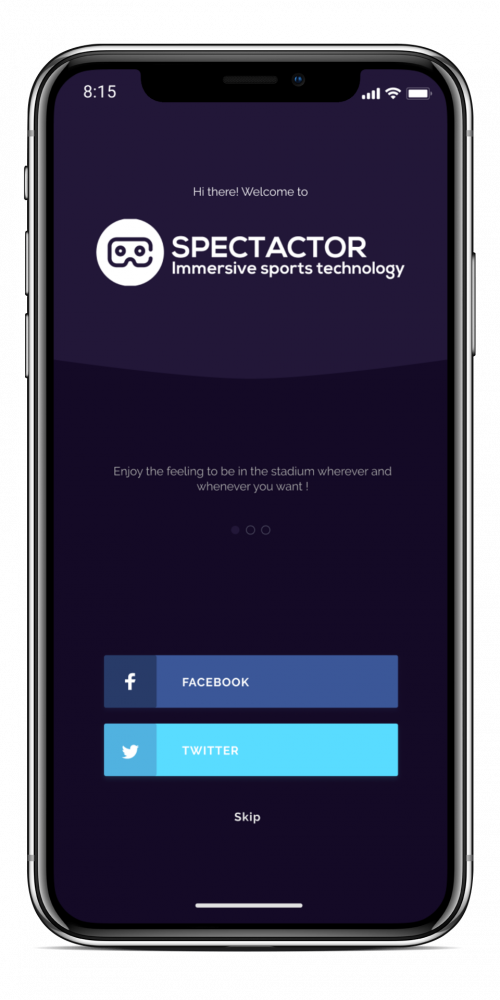 8:15
Hi there! Welcome to
SPECTACTOR
Immersive sports technology
Enjoy the feeling to be in the stadium wherever and
whenever you want !
FACEBOOK
TWITTER
Skip